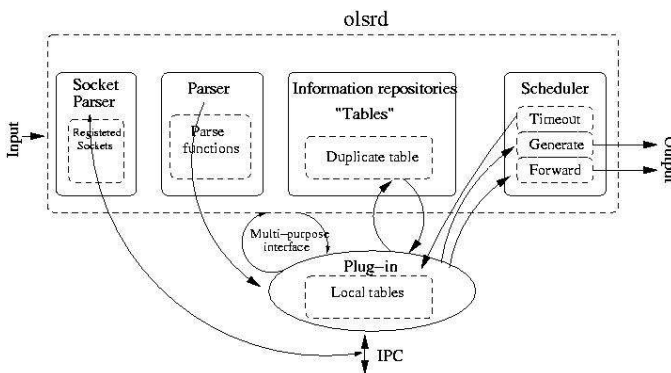 olsrd
Input
Socket
Parser
Registered
Sockets
Parser
Parse
functions
Information repositories
"Tables"
Duplicate table
Scheduler
Timeout
Generate
Forward
Output
Multi-purpose
interface
Plug-in
Local tables
IPC